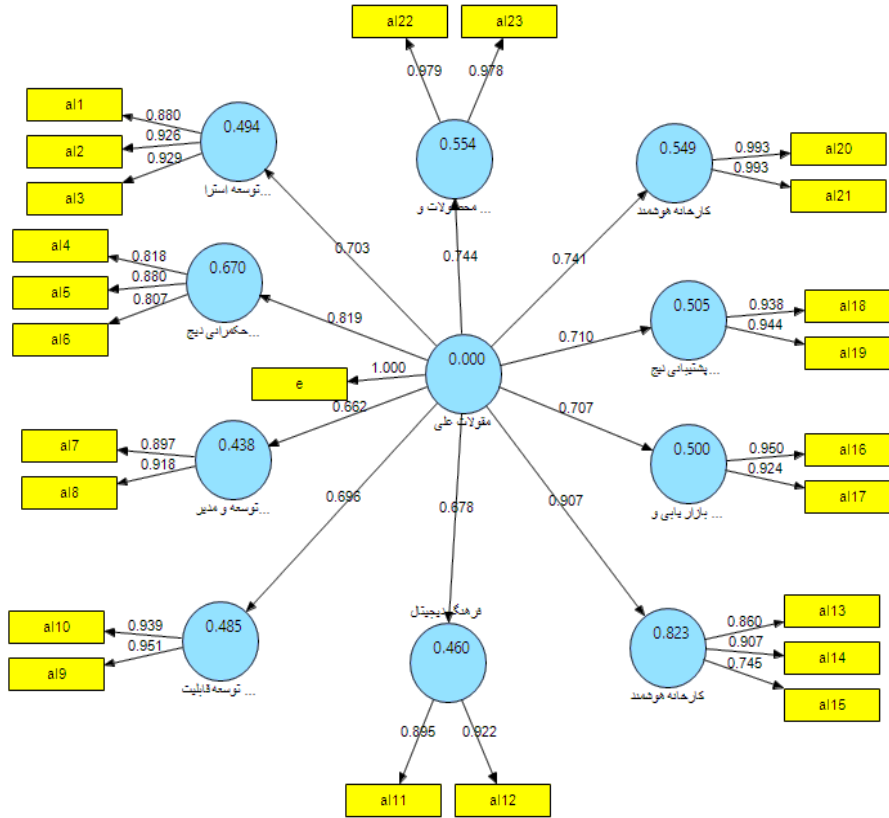 al22
al23
0.979
0.978
0.554
محصولات و ...
al1
al2
al3
0.880
0.926
0.929
0.494
توسعه استرا...
0.549
کارخانه هوشمند
0.993
0.993
al20
al21
al4
al5
al6
0.818
0.880
0.807
0.670
حکمرانی دیج...
0.703
0.744
0.741
0.819
0.710
0.505
پشتیبانی دیج...
0.938
0.944
al18
al19
e
1.000
0.000
مقولات علی
0.662
0.707
al7
al8
0.897
0.918
0.438
توسعه و مدیر...
0.500
بازار یابی و ...
0.950
0.924
al16
al17
0.696
0.678
0.907
al10
al9
0.939
0.951
0.485
توسعه قابلیت ...
فرهنگ دیجیتال
0.460
0.895
0.922
al11
al12
0.823
کارخانه هوشمند
0.860
0.907
0.745
al13
al14
al15